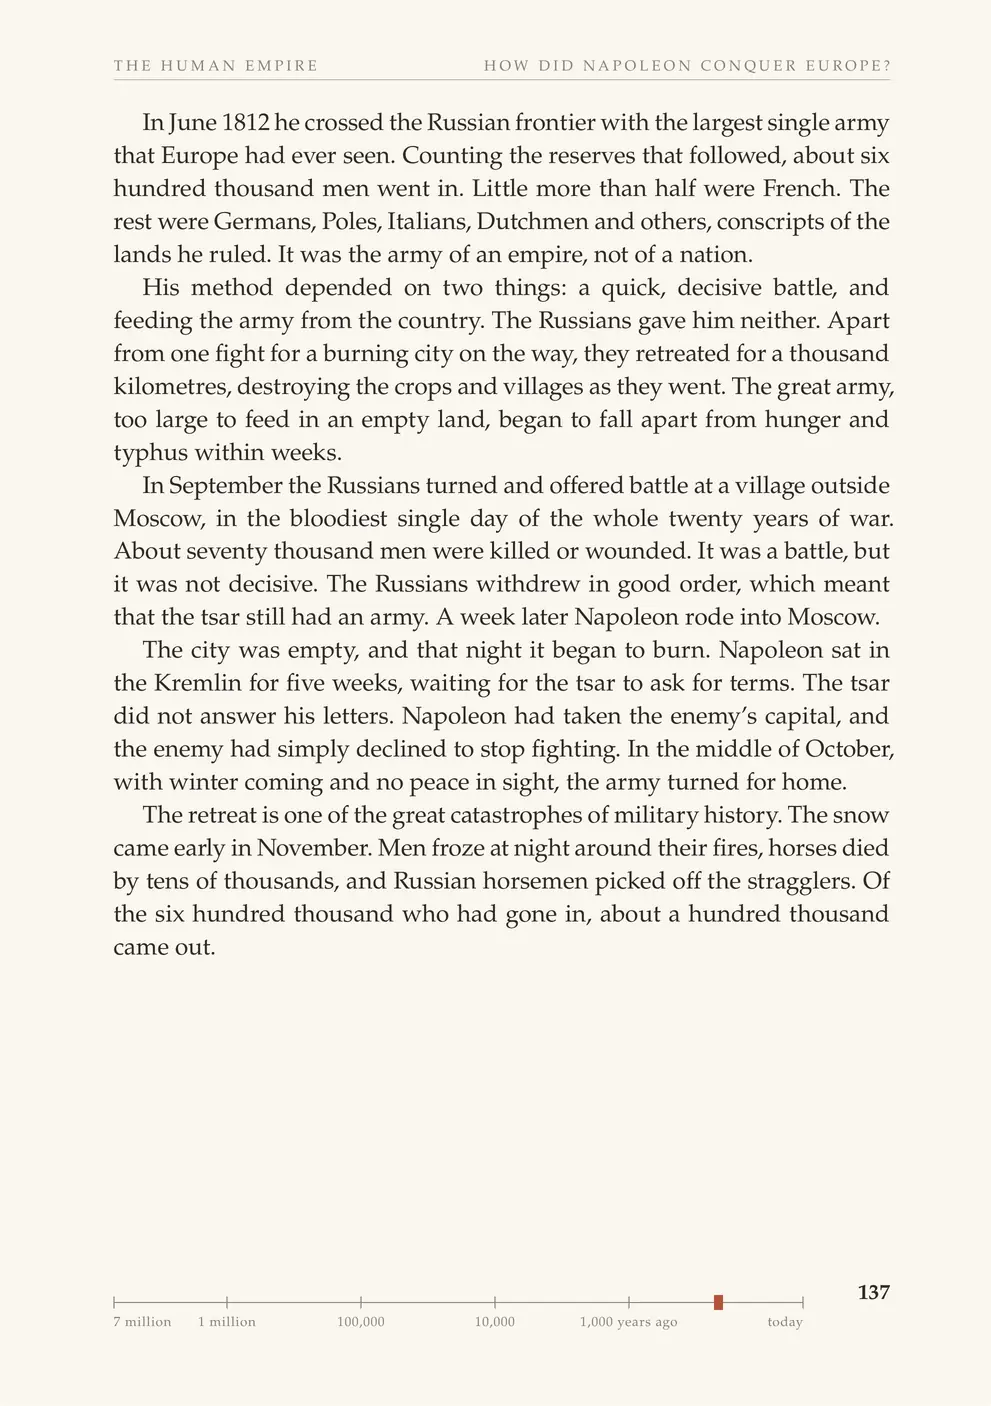 THE HUMAN EMPIRE
HOW DID NAPOLEON CONQUER EUROPE?
In June 1812 he crossed the Russian frontier with the largest single army
that Europe had ever seen. Counting the reserves that followed, about six
hundred thousand men went in. Little more than half were French. The
rest were Germans, Poles, Italians, Dutchmen and others, conscripts of the
lands he ruled. It was the army of an empire, not of a nation.
His method depended on two things: a quick, decisive battle, and
feeding the army from the country. The Russians gave him neither. Apart
from one fight for a burning city on the way, they retreated for a thousand
kilometres, destroying the crops and villages as they went. The great army,
too large to feed in an empty land, began to fall apart from hunger and
typhus within weeks.
In September the Russians turned and offered battle at a village outside
Moscow, in the bloodiest single day of the whole twenty years of war.
About seventy thousand men were killed or wounded. It was a battle, but
it was not decisive. The Russians withdrew in good order, which meant
that the tsar still had an army. A week later Napoleon rode into Moscow.
The city was empty, and that night it began to burn. Napoleon sat in
the Kremlin for five weeks, waiting for the tsar to ask for terms. The tsar
did not answer his letters. Napoleon had taken the enemy’s capital, and
the enemy had simply declined to stop fighting. In the middle of October,
with winter coming and no peace in sight, the army turned for home.
The retreat is one of the great catastrophes of military history. The snow
came early in November. Men froze at night around their fires, horses died
by tens of thousands, and Russian horsemen picked off the stragglers. Of
the six hundred thousand who had gone in, about a hundred thousand
came out.
137
7 million 1 million 100,000 10,000 1,000 years ago today